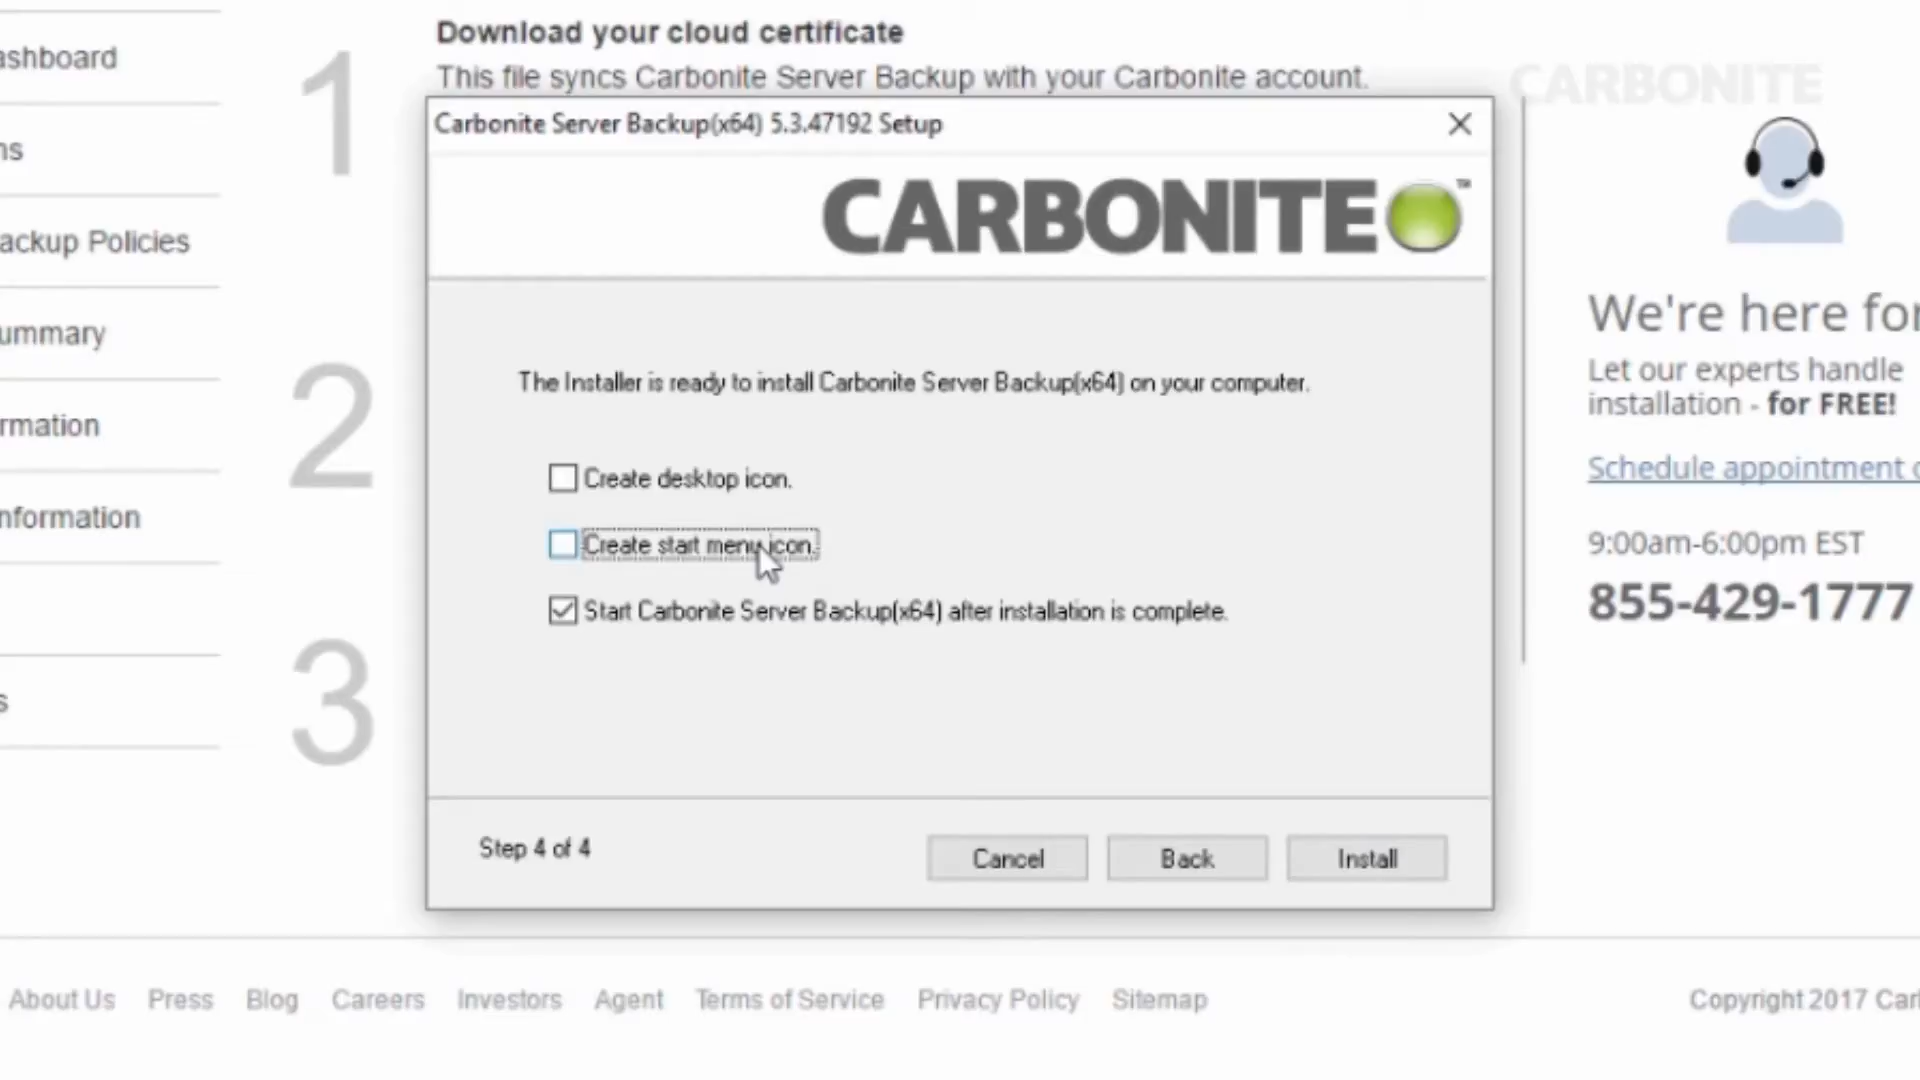 Download your cloud certificate
This file syncs Carbonite Server Backup with your Carbonite account.
CARBONITE
ashboard
ns
ackup Policies
ummary
rmation
nformation
s
1
2
3
Carbonite Server Backup(x64) 5.3.47192 Setup
CARBONITE™
The Installer is ready to install Carbonite Server Backup(x64) on your computer.
Create desktop icon.
Create start menu icon.
Start Carbonite Server Backup(x64) after installation is complete.
Step 4 of 4
Cancel
Back
Install
We're here for
Let our experts handle
installation - for FREE!
Schedule appointment
9:00am-6:00pm EST
855-429-1777
About Us
Press
Blog
Careers
Investors
Agent
Terms of Service
Privacy Policy
Sitemap
Copyright 2017 Car